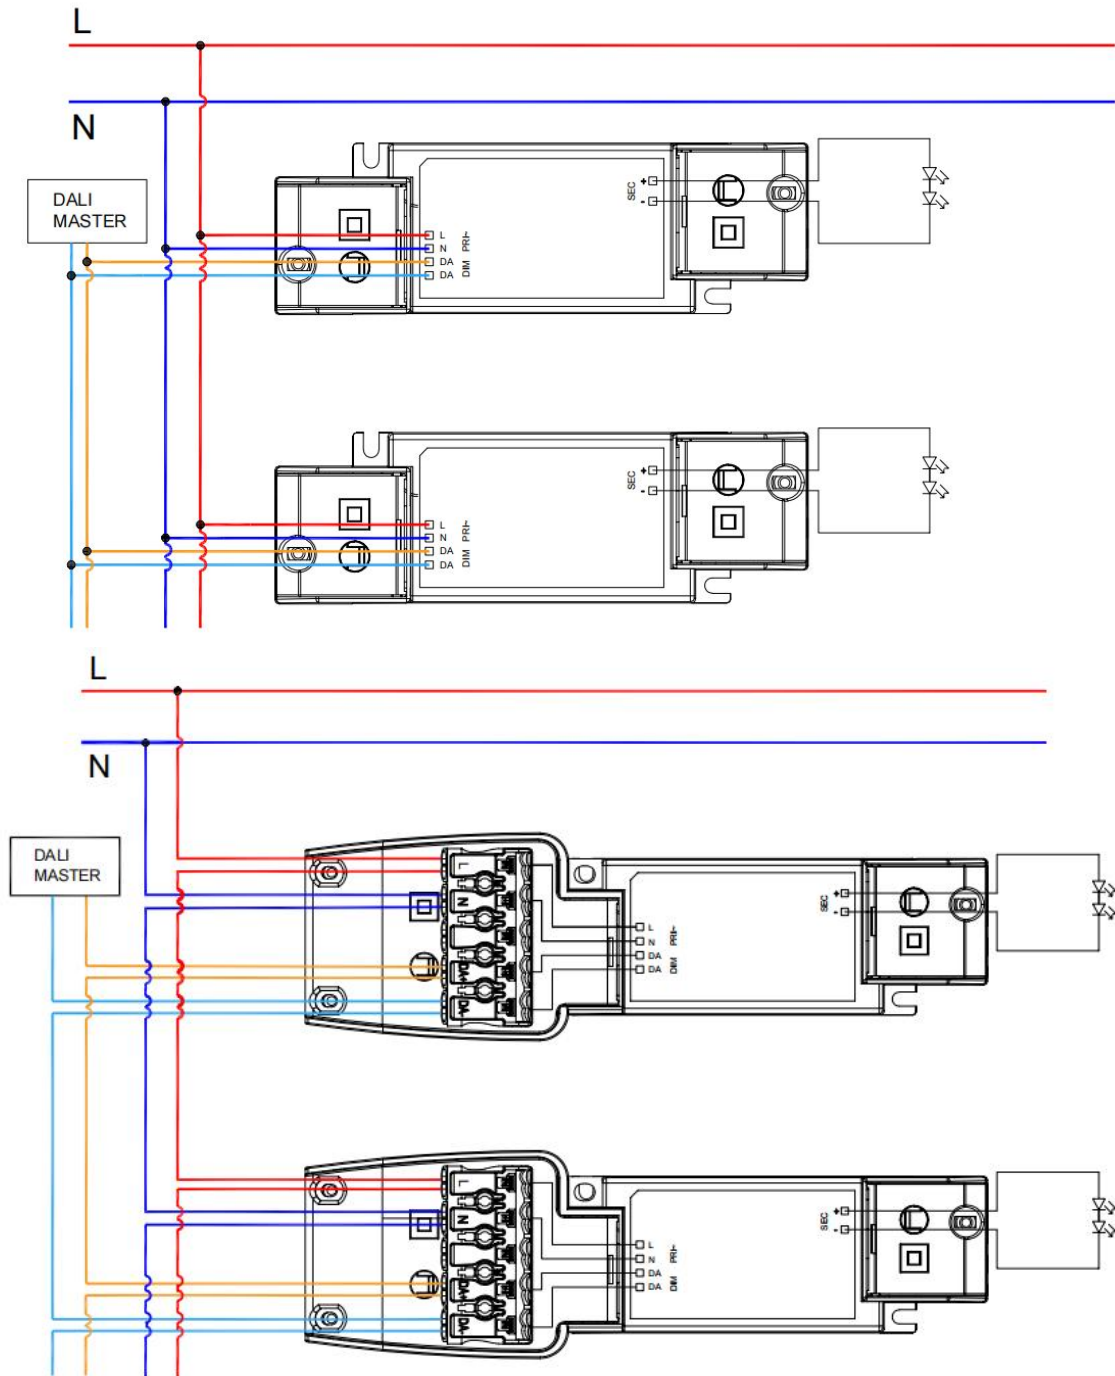 L
N
DALI
MASTER
SEC
+
-
L
N
DA
DA
PRI~
DIM
SEC
+
-
L
N
DA
DA
PRI~
DIM
L
N
DALI
MASTER
L
N
DA+
DA-
L
N
DA
DA
PRI~
DIM
SEC
+
-
L
N
DA+
DA-
L
N
DA
DA
PRI~
DIM
SEC
+
-